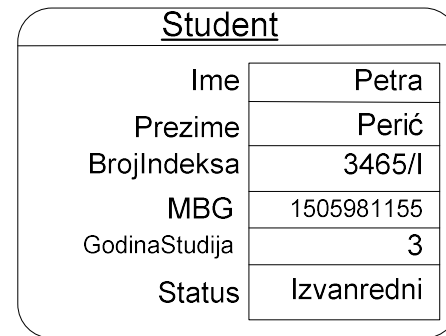 Student
Ime Petra
Prezime Perić
BrojIndeksa 3465/I
MBG 1505981155
GodinaStudija 3
Status Izvanredni